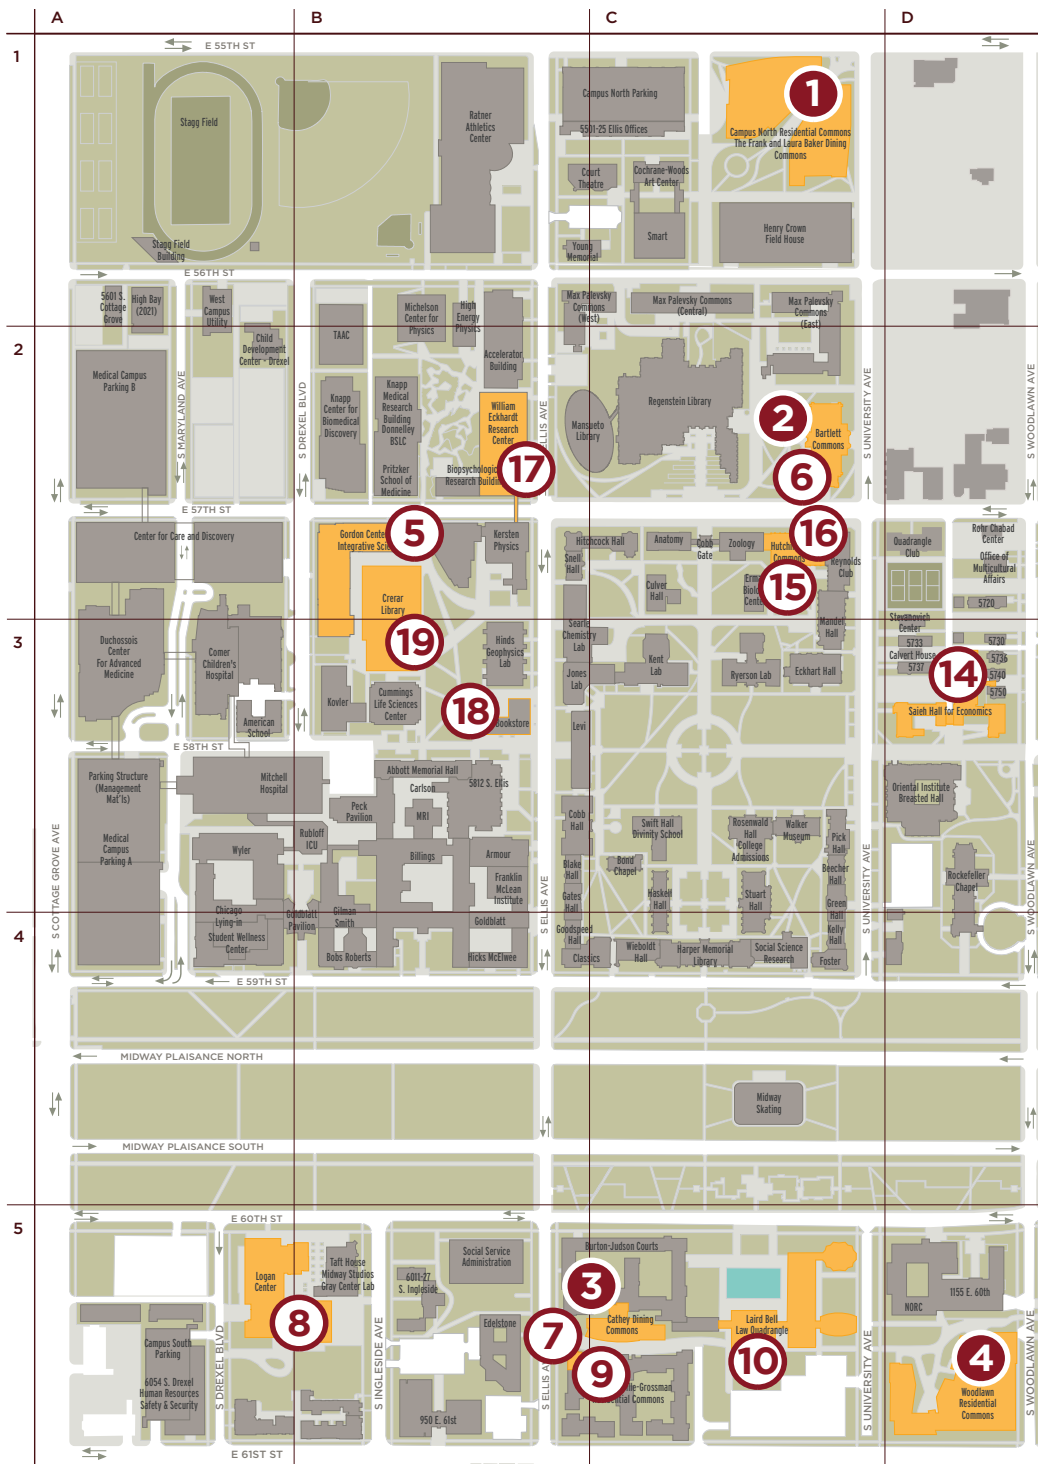 A
B
C
D
1
E 55TH ST
Stagg Field
Ratner
Athletics
Center
Campus North Parking
5501-25 Ellis Offices
1
Campus North Residential Commons
The Frank and Laura Baker Dining
Commons
Court
Theatre
Cochrane-Woods
Art Center
Stagg Field
Building
Young
Memorial
Smart
Henry Crown
Field House
E 56TH ST
5601 S.
Cottage
Grove
High Bay
(2021)
West
Campus
Utility
Michelson
Center for
Physics
High
Energy
Physics
Max Palevsky
Commons
(West)
Max Palevsky Commons
(Central)
Max Palevsky
Commons
(East)
2
TAAC
Child
Development
Center - Drexel
Accelerator
Building
Medical Campus
Parking B
S MARYLAND AVE
S DREXEL BLVD
Knapp
Center for
Biomedical
Discovery
Knapp
Medical
Research
Building
Donnelley
BSLC
William
Eckhardt
Research
Center
ELLIS AVE
Mansueto
Library
Regenstein Library
2
Bartlett
Commons
S UNIVERSITY AVE
S WOODLAWN AVE
Pritzker
School of
Medicine
Biopsychological
Research Building
17
6
E 57TH ST
Center for Care and Discovery
Gordon Center
Integrative Science
5
Kersten
Physics
Hitchcock Hall
Snell
Hall
Anatomy
Cobb
Gate
Zoology
Hutchinson
Commons
16
Reynolds
Club
Quadrangle
Club
Rohr Chabad
Center
Office of
Multicultural
Affairs
Crerar
Library
Culver
Hall
Erman
Biology
Center
15
5720
3
Duchossois
Center
For Advanced
Medicine
Comer
Children's
Hospital
19
Hinds
Geophysics
Lab
Searle
Chemistry
Lab
Mandel
Hall
Stevanovich
Center
5733
Calvert House
5737
5730
5736
5740
5750
14
Jones
Lab
Kent
Lab
Ryerson Lab
Eckhart Hall
Kovler
Cummings
Life Sciences
Center
18
Bookstore
American
School
Levi
Saieh Hall for Economics
E 58TH ST
Parking Structure
(Management
Mat'ls)
Mitchell
Hospital
Abbott Memorial Hall
5812 S. Ellis
Carlson
MRI
Peck
Pavilion
Oriental Institute
Breasted Hall
S COTTAGE GROVE AVE
Medical
Campus
Parking A
Wyler
Rubloff
ICU
Billings
Armour
Franklin
McLean
Institute
Cobb
Hall
Swift Hall
Divinity School
Rosenwald
Hall
College
Admissions
Walker
Museum
Pick
Hall
Blake
Hall
Bond
Chapel
Beecher
Hall
Gates
Hall
Haskell
Hall
Stuart
Hall
Green
Hall
Rockefeller
Chapel
S ELLIS AVE
S UNIVERSITY AVE
S WOODLAWN AVE
4
Chicago
Lying-in
Student Wellness
Center
Goldblatt
Pavilion
Gilman
Smith
Bobs Roberts
Goldblatt
Hicks McElwee
Goodspeed
Hall
Classics
Wieboldt
Hall
Harper Memorial
Library
Social Science
Research
Kelly
Hall
Foster
E 59TH ST
MIDWAY PLAISANCE NORTH
Midway
Skating
MIDWAY PLAISANCE SOUTH
5
E 60TH ST
Logan
Center
Taft House
Midway Studios
Gray Center Lab
6011-27
S. Ingleside
Social Service
Administration
Burton-Judson Courts
3
Cathey Dining
Commons
Laird Bell
Law Quadrangle
NORC
1155 E. 60th
8
Edelstone
7
9
10
4
Woodlawn
Residential
Commons
Campus South
Parking
6054 S. Drexel
Human Resources
Safety & Security
S DREXEL BLVD
S INGLESIDE AVE
950 E. 61st
S ELLIS A
-Grossman
Commons
S UNIVERSITY AVE
S WOODLAWN AVE
E 61ST ST